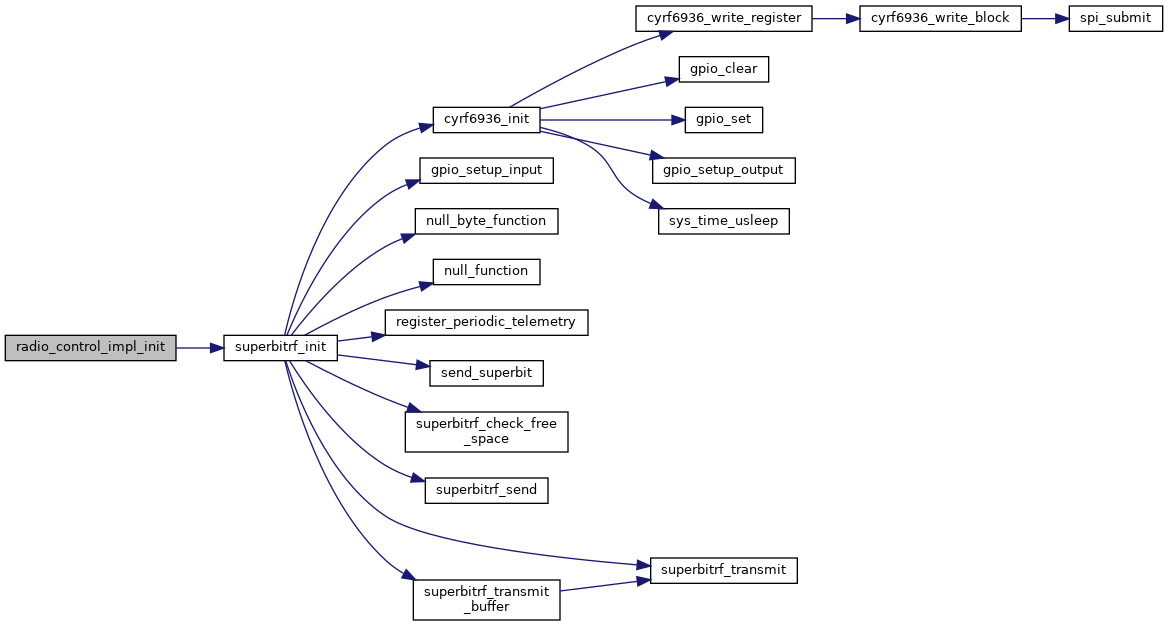 cyrf6936_write_register
cyrf6936_write_block
spi_submit
gpio_clear
cyrf6936_init
gpio_set
gpio_setup_input
gpio_setup_output
null_byte_function
sys_time_usleep
null_function
register_periodic_telemetry
radio_control_impl_init
superbitrf_init
send_superbit
superbitrf_check_free
_space
superbitrf_send
superbitrf_transmit
superbitrf_transmit
_buffer